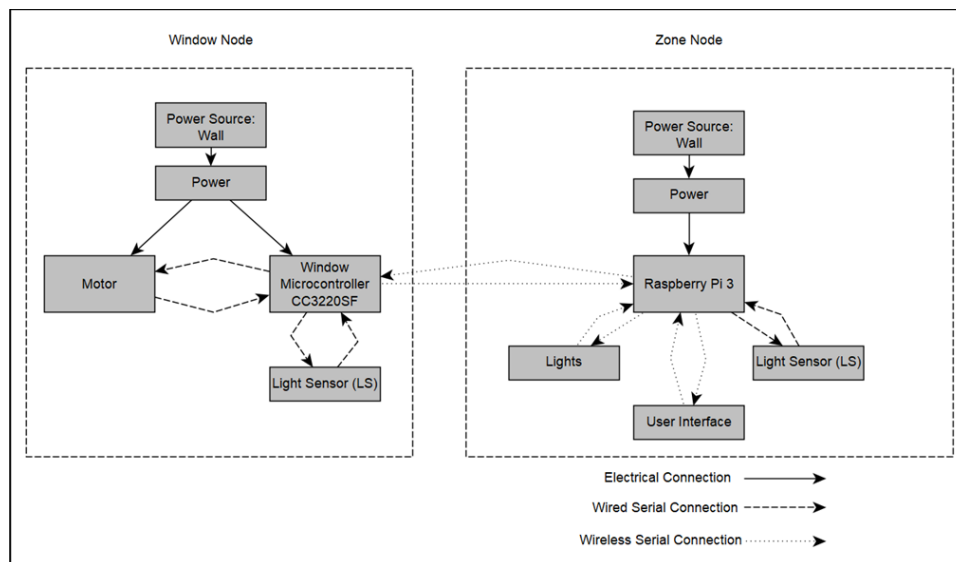 Window Node
Zone Node
Power Source:
Wall
Power
Motor
Window
Microcontroller
CC3220SF
Light Sensor (LS)
Power Source:
Wall
Power
Raspberry Pi 3
Lights
Light Sensor (LS)
User Interface
Electrical Connection
Wired Serial Connection
Wireless Serial Connection